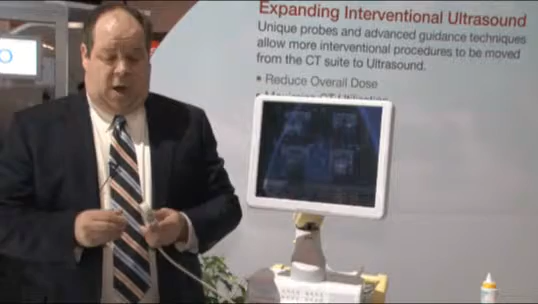 Expanding Interventional Ultrasound
Unique probes and advanced guidance techniques
allow more interventional procedures to be moved
from the CT suite to Ultrasound.
• Reduce Overall Dose